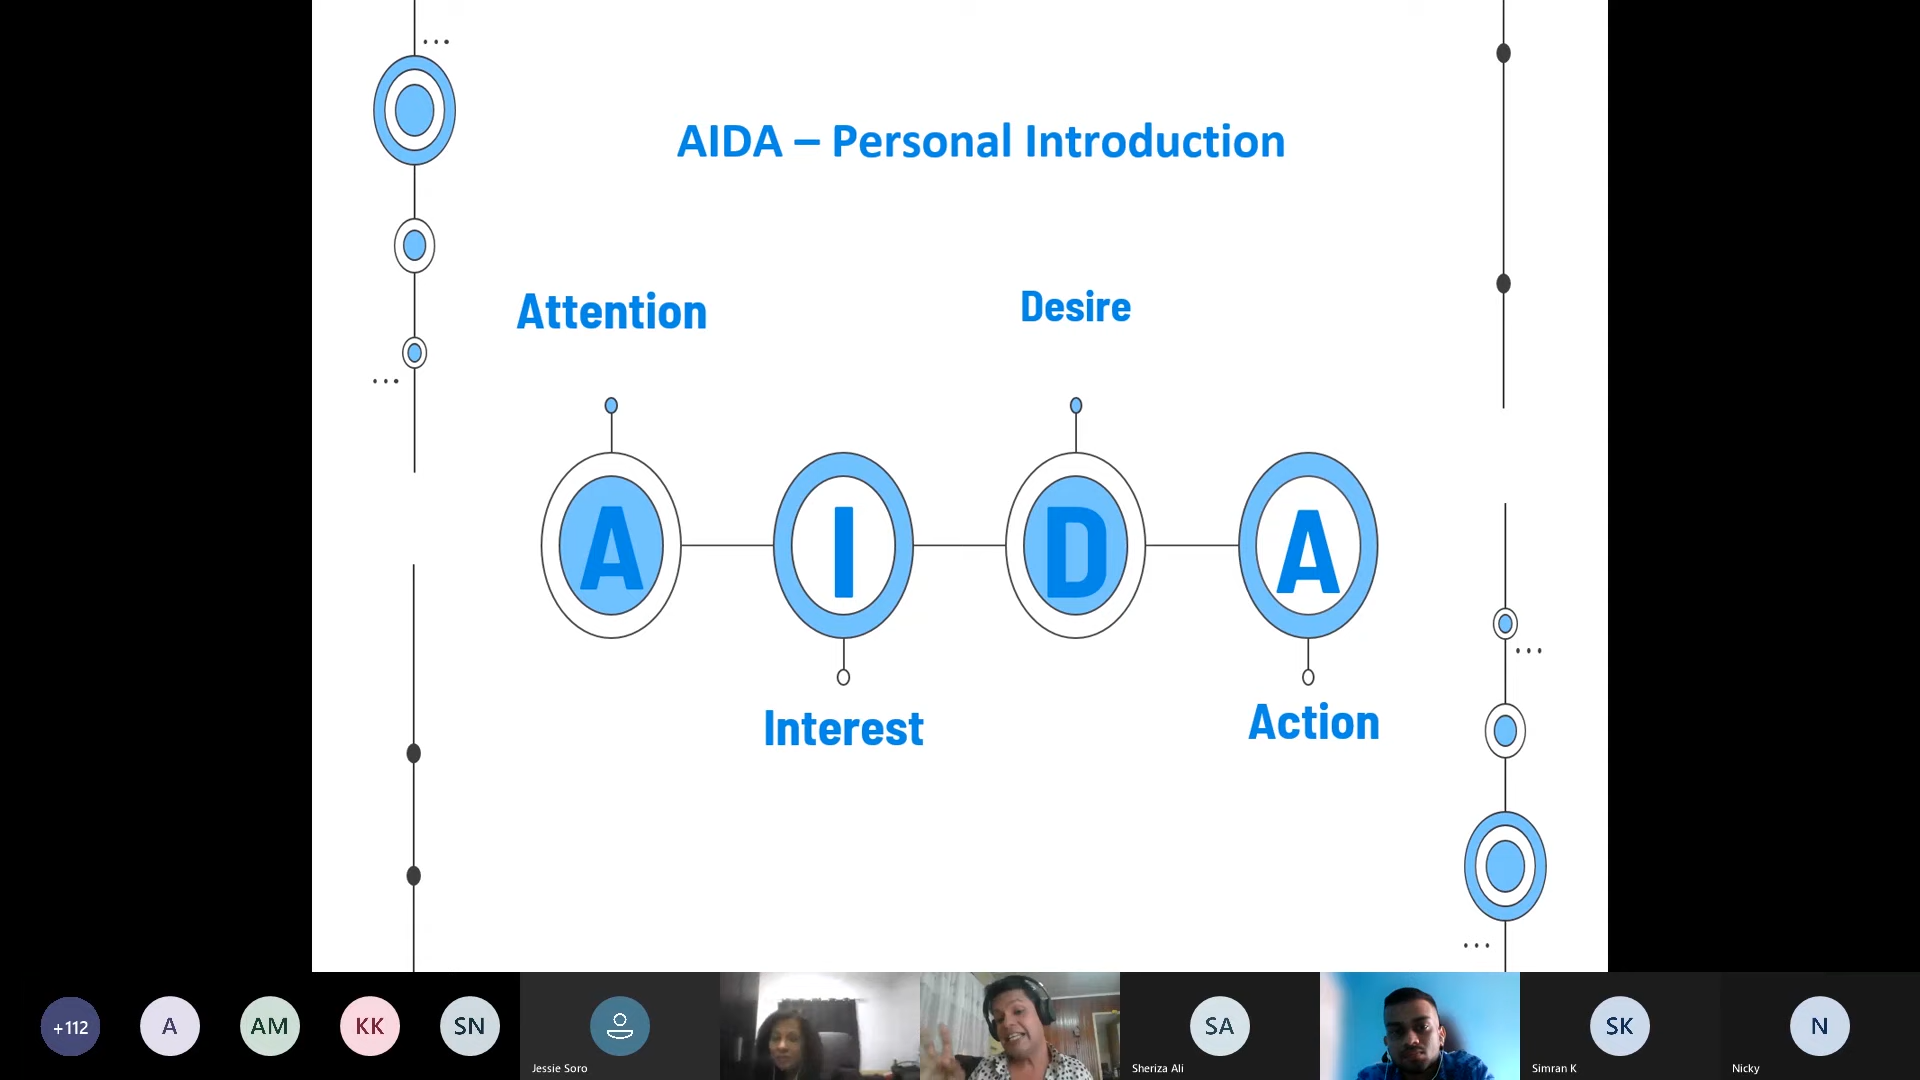 AIDA – Personal Introduction
Attention
Desire
A I D A
Interest
Action
+112
A
AM
KK
SN
Jessie Soro
SA
Sheriza Ali
SK
Simran K
N
Nicky